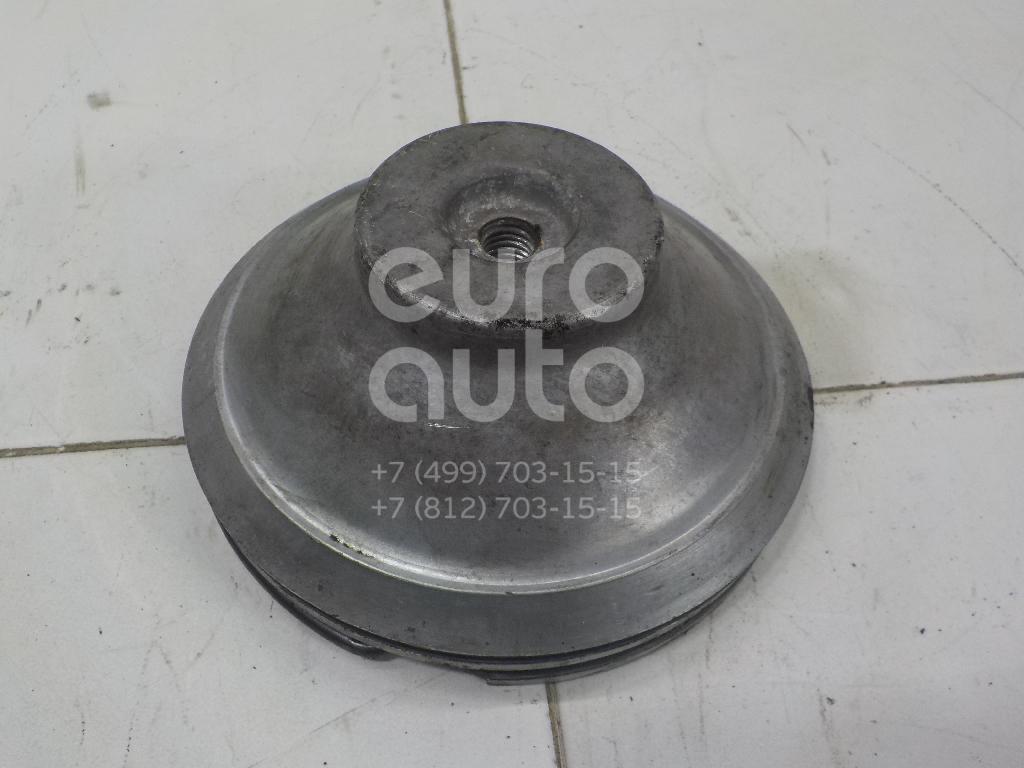 euro
auto
+7 (499) 703-15-15
+7 (812) 703-15-15